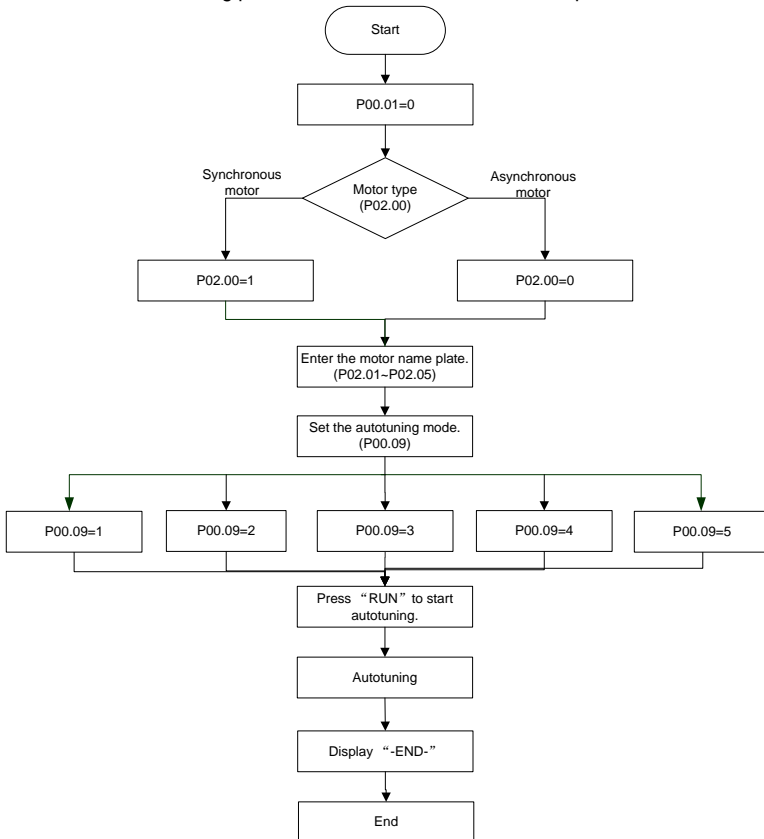 Start
P00.01=0
Synchronous
motor
Motor type
(P02.00)
Asynchronous
motor
P02.00=1
P02.00=0
Enter the motor name plate.
(P02.01~P02.05)
Set the autotuning mode.
(P00.09)
P00.09=1
P00.09=2
P00.09=3
P00.09=4
P00.09=5
Press “RUN” to start
autotuning.
Autotuning
Display “-END-”
End